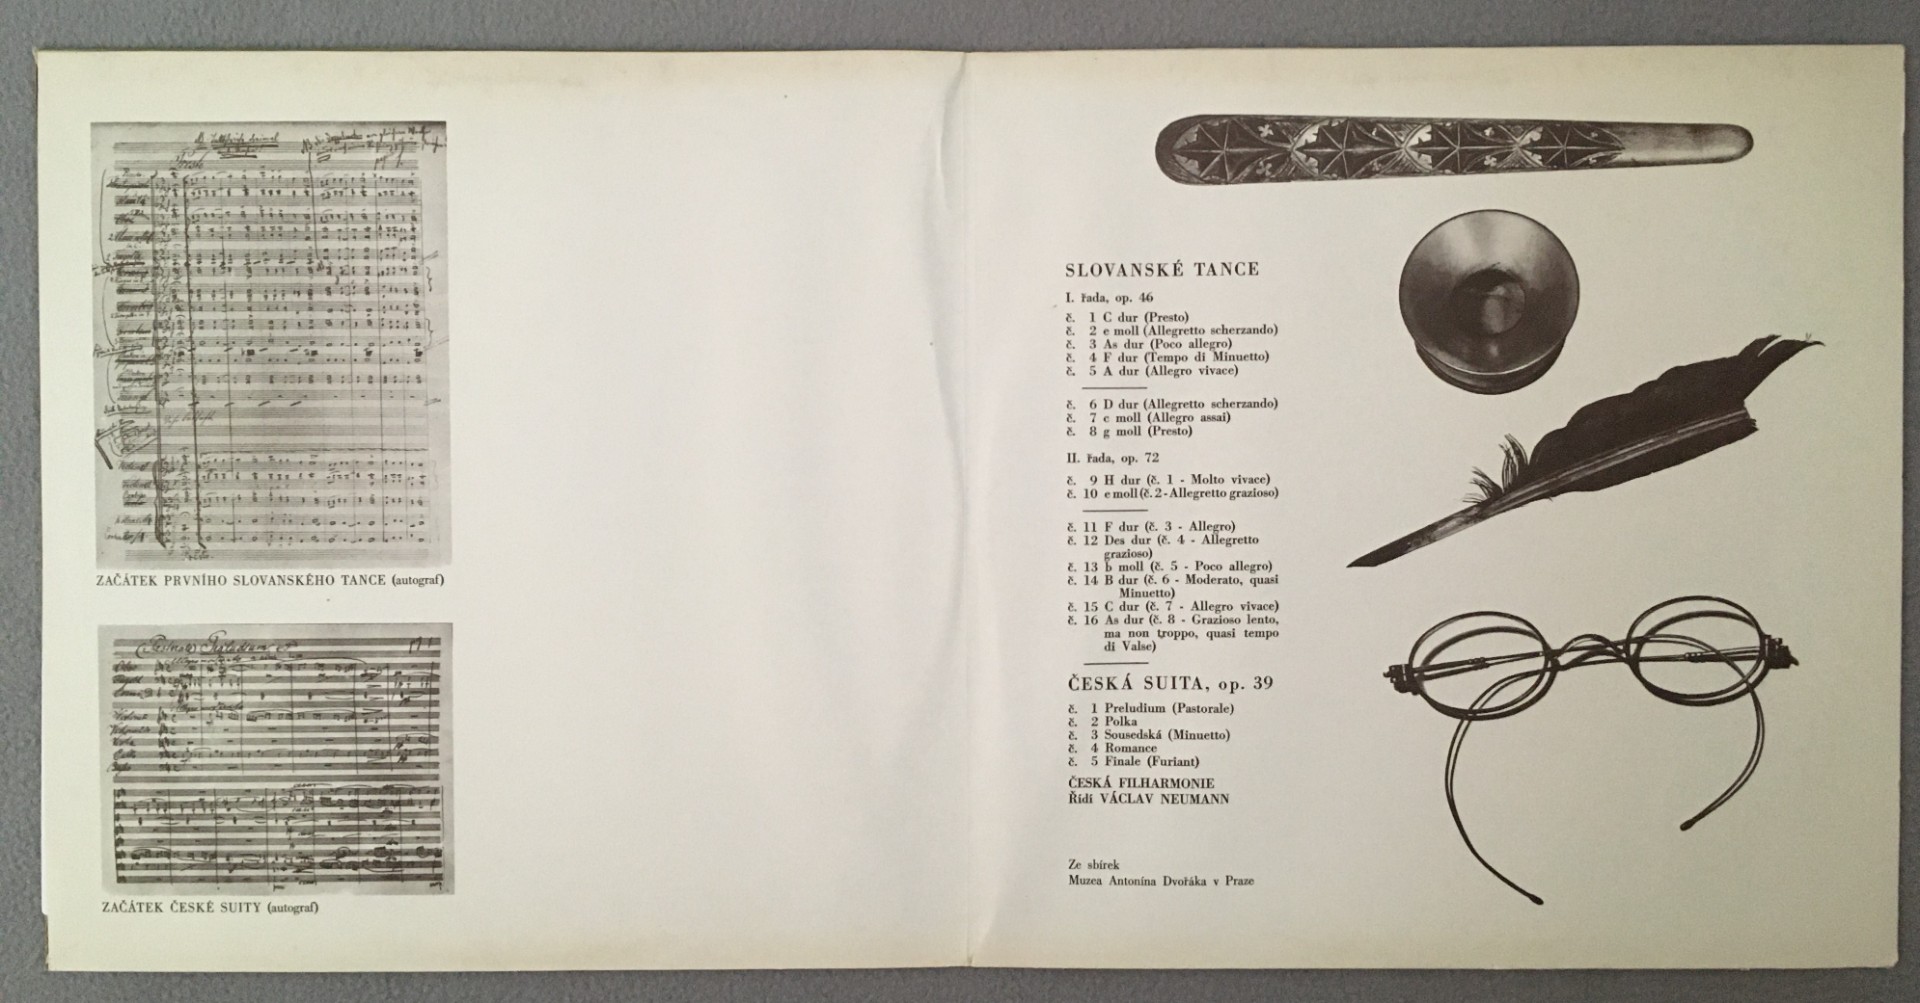 ZAČÁTEK PRVNÍHO SLOVANSKÉHO TANCE (autograf)
ZAČÁTEK ČESKÉ SUITY (autograf)
SLOVANSKÉ TANCE
I. řada, op. 46
č. 1 C dur (Presto)
č. 2 e moll (Allegretto scherzando)
č. 3 As dur (Poco allegro)
č. 4 F dur (Tempo di Minuetto)
č. 5 A dur (Allegro vivace)
č. 6 D dur (Allegretto scherzando)
č. 7 c moll (Allegro assai)
č. 8 g moll (Presto)
II. řada, op. 72
č. 9 H dur (č. 1 - Molto vivace)
č. 10 e moll (č. 2 - Allegretto grazioso)
č. 11 F dur (č. 3 - Allegro)
č. 12 Des dur (č. 4 - Allegretto
grazioso)
č. 13 b moll (č. 5 - Poco allegro)
č. 14 B dur (č. 6 - Moderato, quasi
Minuetto)
č. 15 C dur (č. 7 - Allegro vivace)
č. 16 As dur (č. 8 - Grazioso lento,
ma non troppo, quasi tempo
di Valse)
ČESKÁ SUITA, op. 39
č. 1 Preludium (Pastorale)
č. 2 Polka
č. 3 Sousedská (Minuetto)
č. 4 Romance
č. 5 Finale (Furiant)
ČESKÁ FILHARMONIE
Řídí VÁCLAV NEUMANN
Ze sbírek
Muzea Antonína Dvořáka v Praze